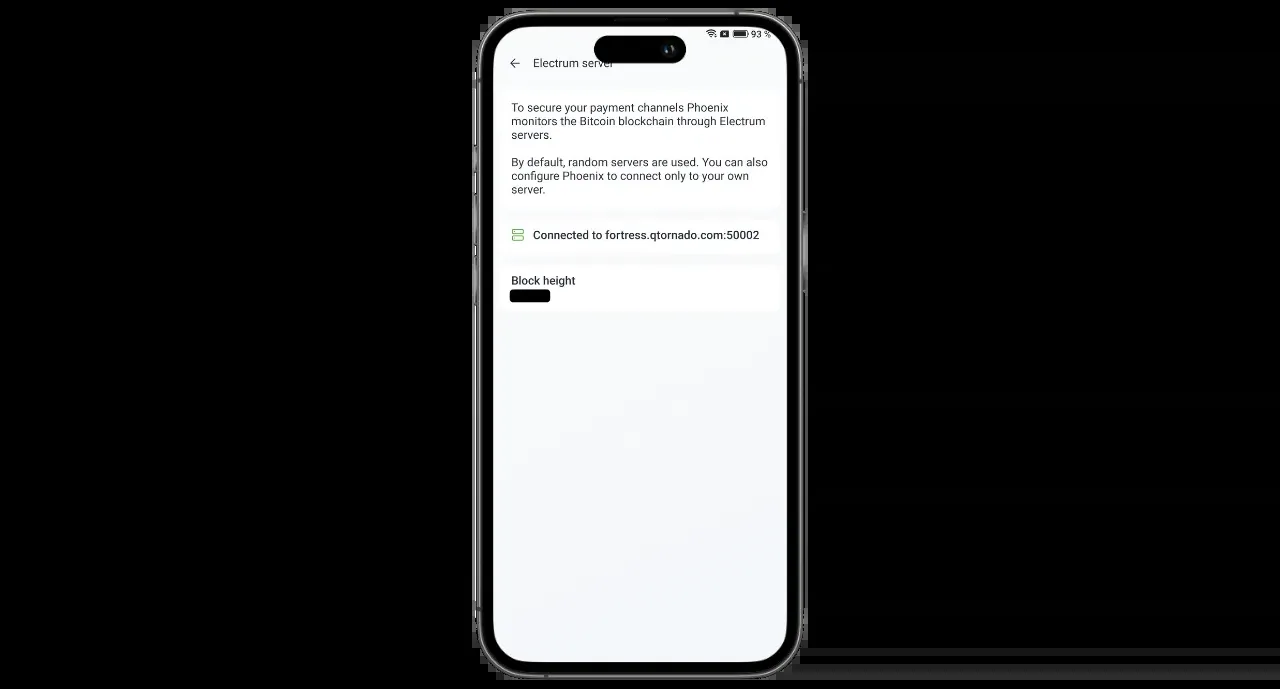 93 %
Electrum server
To secure your payment channels Phoenix
monitors the Bitcoin blockchain through Electrum
servers.
By default, random servers are used. You can also
configure Phoenix to connect only to your own
server.
Connected to fortress.qtornado.com:50002
Block height